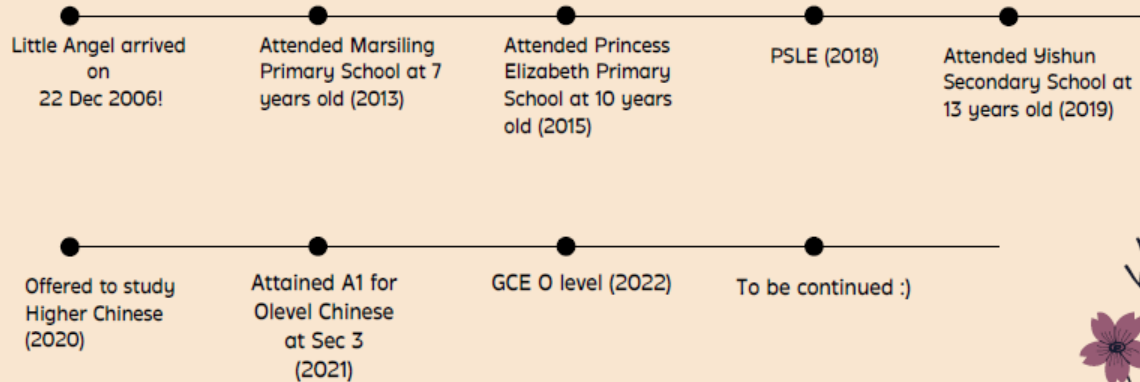 Little Angel arrived
on
22 Dec 2006!
Attended Marsiling
Primary School at 7
years old (2013)
Attended Princess
Elizabeth Primary
School at 10 years
old (2015)
PSLE (2018)
Attended Yishun
Secondary School at
13 years old (2019)
Offered to study
Higher Chinese
(2020)
Attained A1 for
Olevel Chinese
at Sec 3
(2021)
GCE O level (2022)
To be continued :)